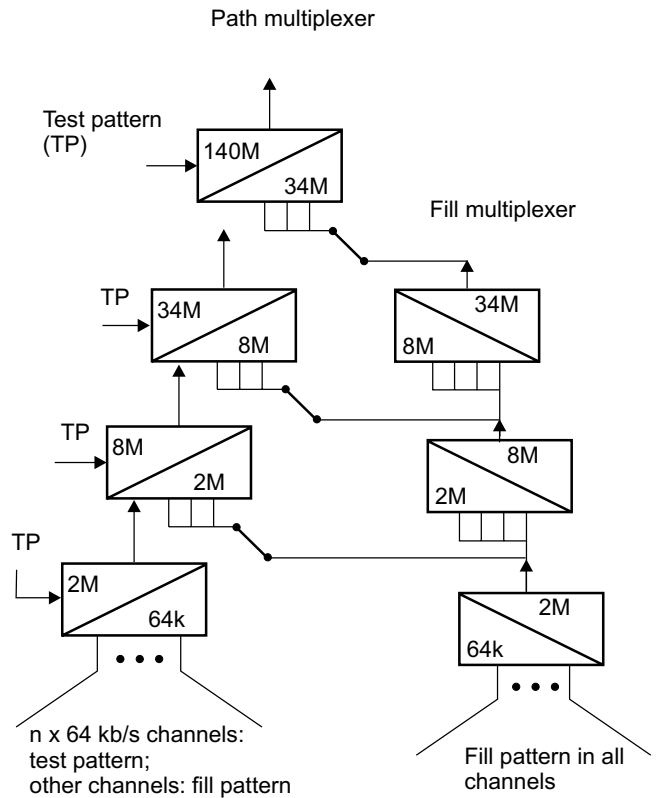 Path multiplexer
Test pattern
(TP)
140M
34M
Fill multiplexer
TP
34M
8M
34M
8M
TP
8M
2M
8M
2M
TP
2M
64k
2M
64k
n x 64 kb/s channels:
test pattern;
other channels: fill pattern
Fill pattern in all
channels